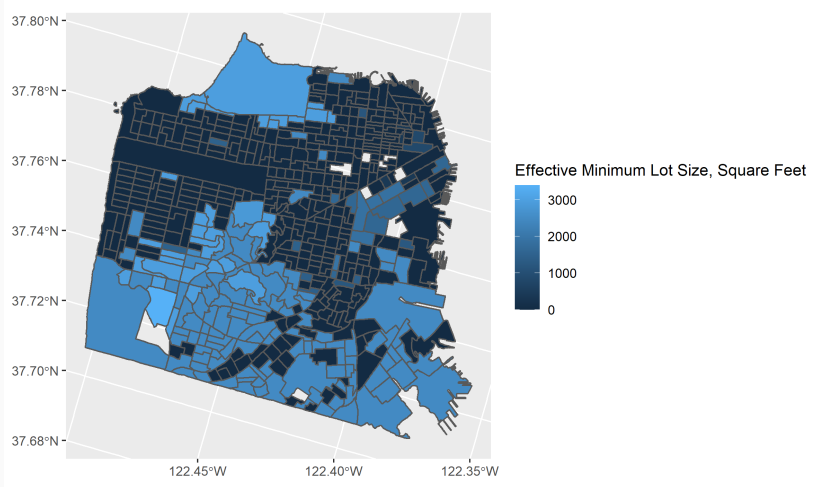 37.80°N
37.78°N
37.76°N
37.74°N
37.72°N
37.70°N
37.68°N
122.45°W
122.40°W
122.35°W
Effective Minimum Lot Size, Square Feet
3000
2000
1000
0